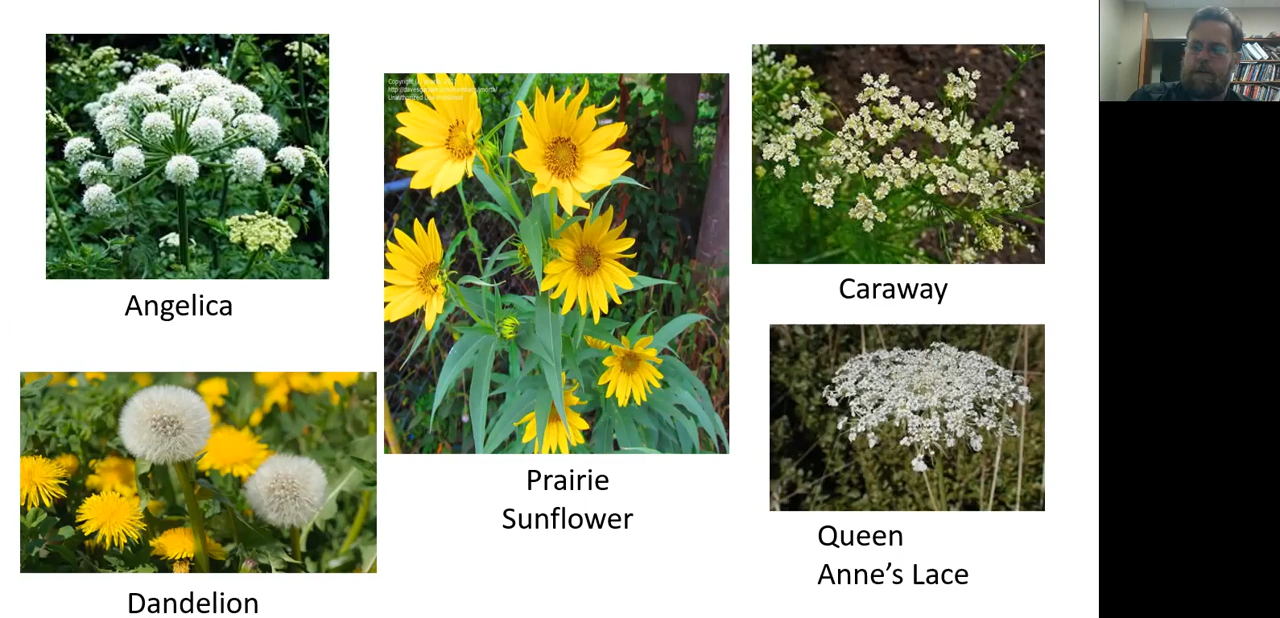 Angelica
Prairie
Sunflower
Caraway
Queen
Anne’s Lace
Dandelion